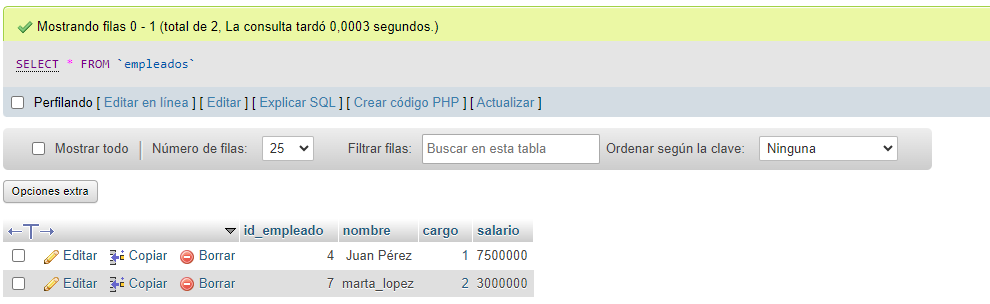 Mostrando filas 0 - 1 (total de 2, La consulta tardó 0,0003 segundos.)
SELECT * FROM `empleados`
Perfilando [ Editar en línea ] [ Editar ] [ Explicar SQL ] [ Crear código PHP ] [ Actualizar ]
Mostrar todo Número de filas: 25 Filtrar filas: Buscar en esta tabla Ordenar según la clave: Ninguna
Opciones extra
←T→ id_empleado nombre cargo salario
Editar Copiar Borrar 4 Juan Pérez 1 7500000
Editar Copiar Borrar 7 marta_lopez 2 3000000